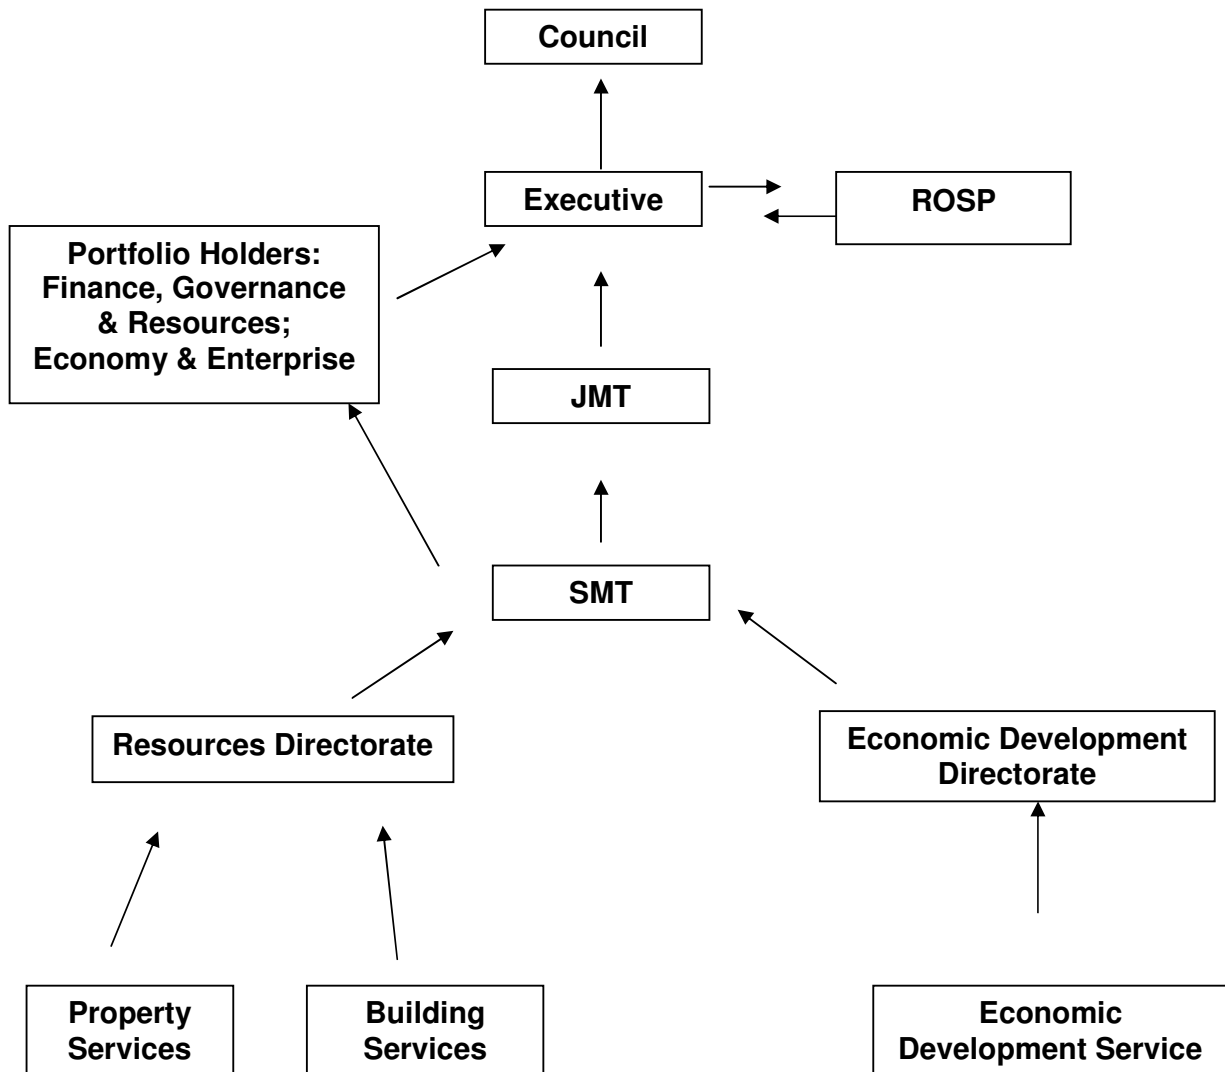 Council
Executive
ROSP
Portfolio Holders:
Finance, Governance
& Resources;
Economy & Enterprise
JMT
SMT
Resources Directorate
Economic Development
Directorate
Property
Services
Building
Services
Economic
Development Service